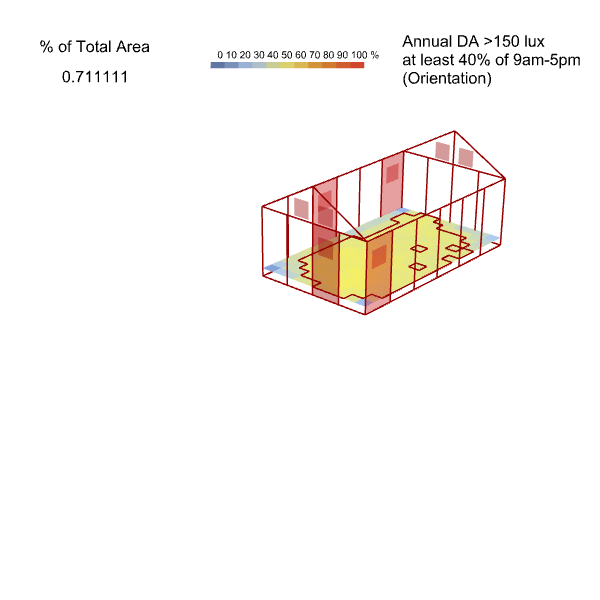 % of Total Area
0.711111
0 10 20 30 40 50 60 70 80 90 100 %
Annual DA >150 lux
at least 40% of 9am-5pm
(Orientation)